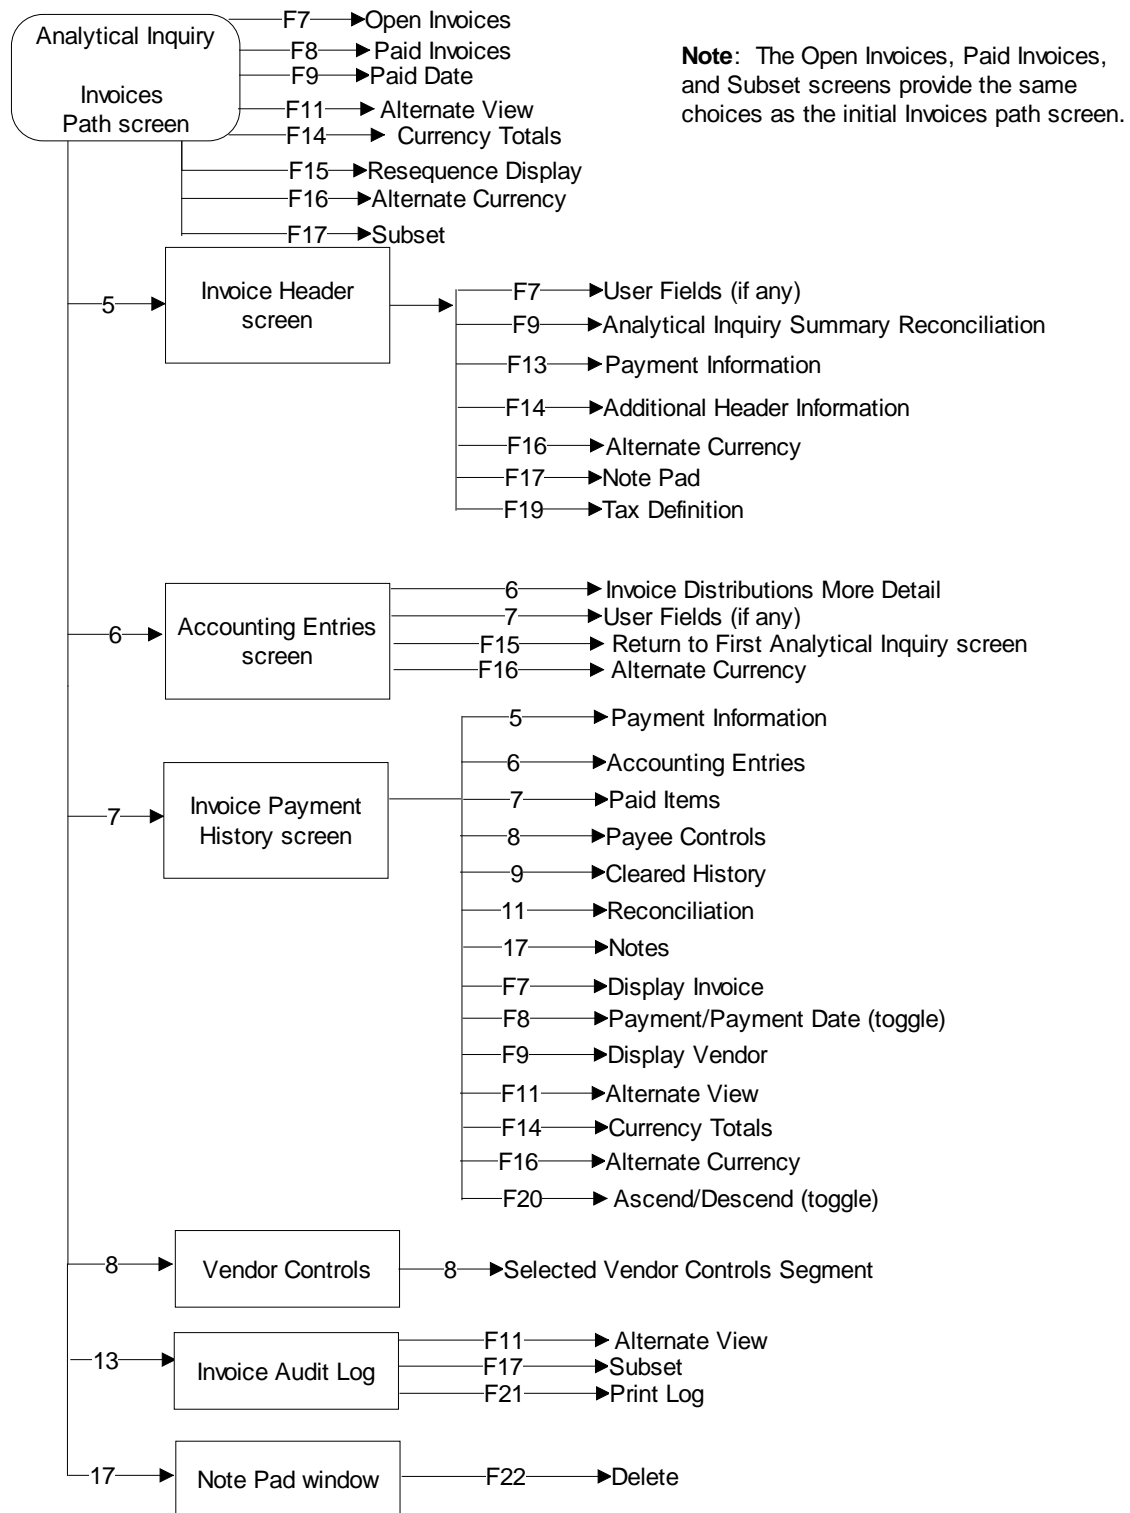 Analytical Inquiry
Invoices
Path screen
F7 Open Invoices
F8 Paid Invoices
F9 Paid Date
F11 Alternate View
F14 Currency Totals
F15 Resequence Display
F16 Alternate Currency
F17 Subset
Note: The Open Invoices, Paid Invoices,
and Subset screens provide the same
choices as the initial Invoices path screen.
5
Invoice Header
screen
F7 User Fields (if any)
F9 Analytical Inquiry Summary Reconciliation
F13 Payment Information
F14 Additional Header Information
F16 Alternate Currency
F17 Note Pad
F19 Tax Definition
6
Accounting Entries
screen
6 Invoice Distributions More Detail
7 User Fields (if any)
F15 Return to First Analytical Inquiry screen
F16 Alternate Currency
7
Invoice Payment
History screen
5 Payment Information
6 Accounting Entries
7 Paid Items
8 Payee Controls
9 Cleared History
11 Reconciliation
17 Notes
F7 Display Invoice
F8 Payment/Payment Date (toggle)
F9 Display Vendor
F11 Alternate View
F14 Currency Totals
F16 Alternate Currency
F20 Ascend/Descend (toggle)
8
Vendor Controls
8 Selected Vendor Controls Segment
13
Invoice Audit Log
F11 Alternate View
F17 Subset
F21 Print Log
17
Note Pad window
F22 Delete